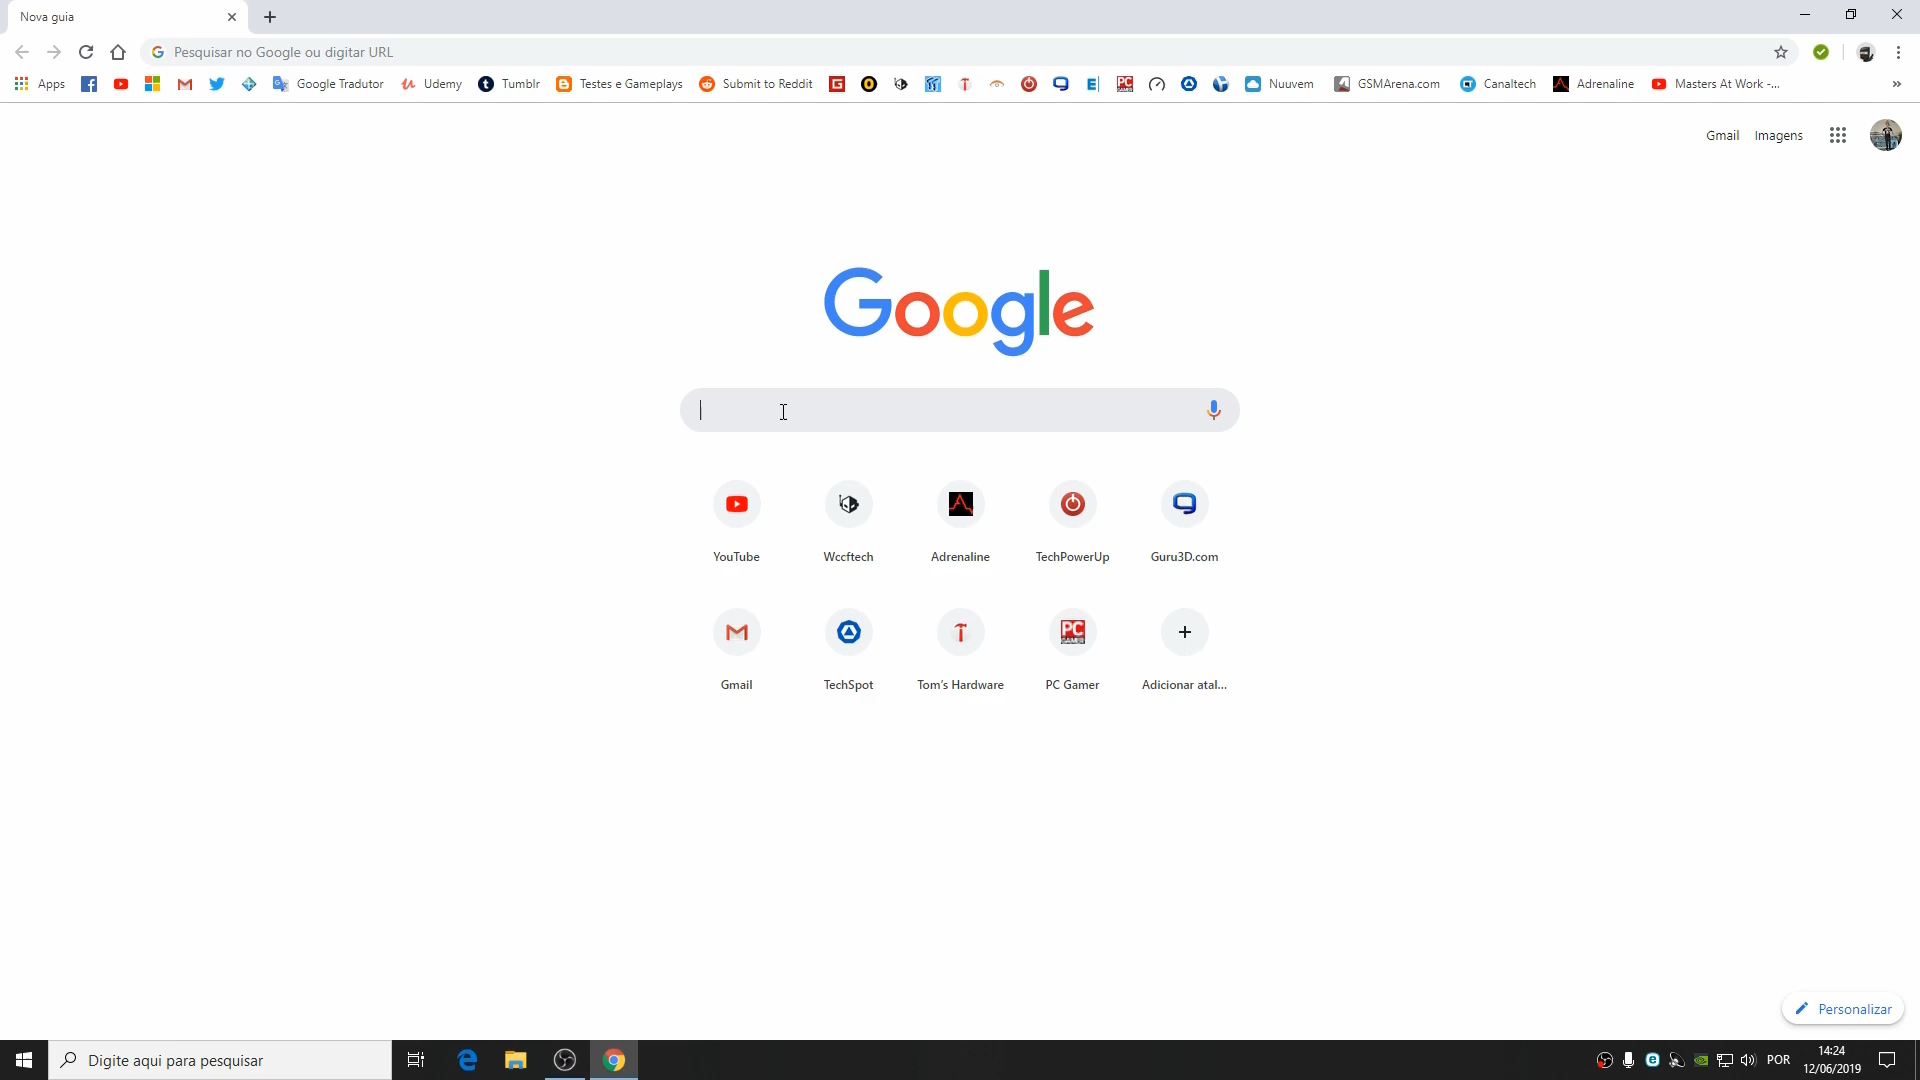 Nova guia
Pesquisar no Google ou digitar URL
Apps Google Tradutor Udemy Tumblr Testes e Gameplays Submit to Reddit Nuuvem GSMArena.com Canaltech Adrenaline Masters At Work -...
Gmail Imagens
Google
YouTube Wccftech Adrenaline TechPowerUp Guru3D.com
Gmail TechSpot Tom's Hardware PC Gamer Adicionar atal...
Personalizar
Digite aqui para pesquisar
POR
14:24
12/06/2019